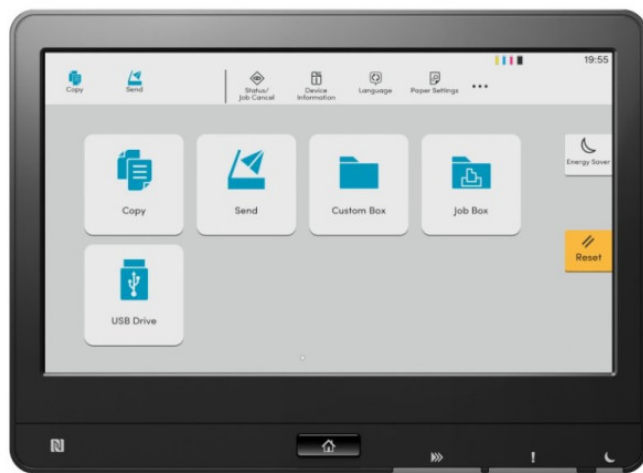 19:55
Copy
Send
Status/
Job Cancel
Device
Information
Language
Paper Settings
Energy Saver
Copy
Send
Custom Box
Job Box
Reset
USB Drive